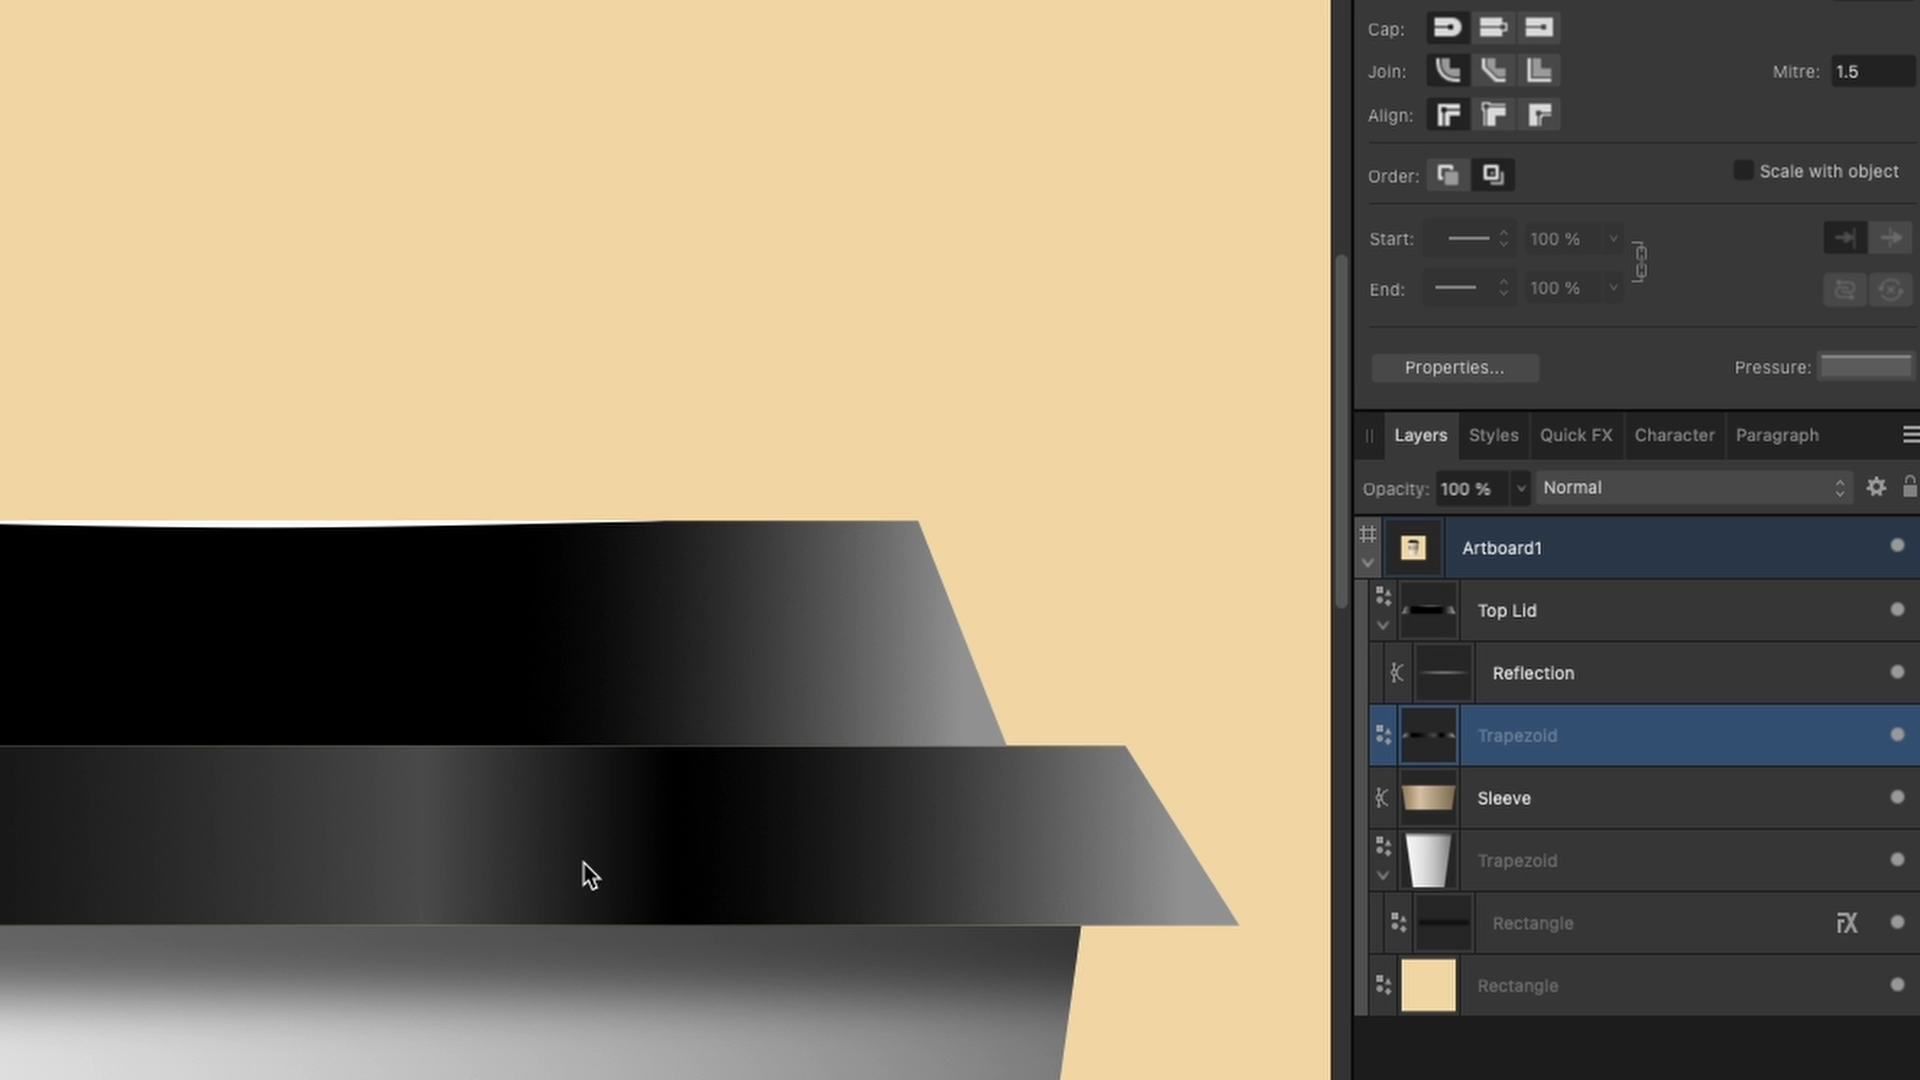 Cap:
Join:
Mitre: 1.5
Align:
Order:
Scale with object
Start:
100 %
End:
100 %
Properties...
Pressure:
Layers
Styles
Quick FX
Character
Paragraph
Opacity: 100 %
Normal
Artboard1
Top Lid
Reflection
Trapezoid
Sleeve
Trapezoid
Rectangle
FX
Rectangle